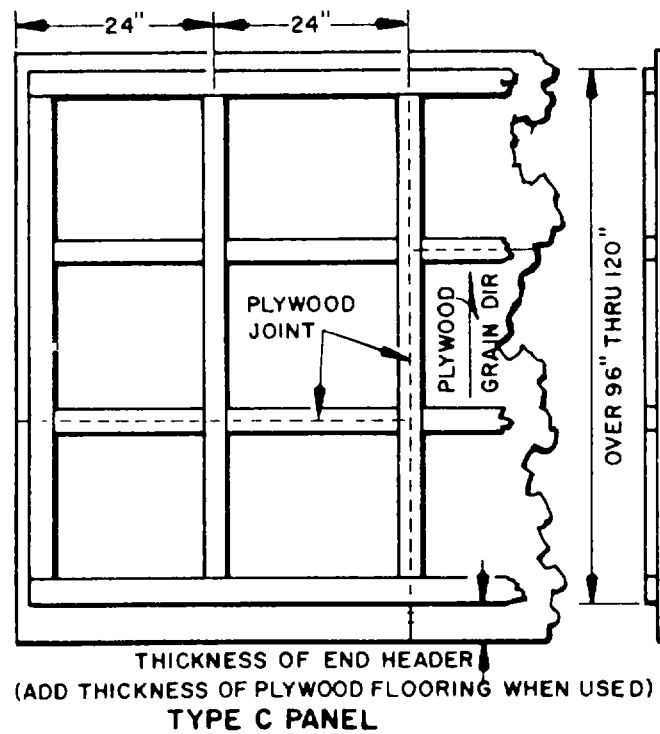 24" 24"
PLYWOOD
JOINT
PLYWOOD
GRAIN DIR
OVER 96" THRU 120"
THICKNESS OF END HEADER
(ADD THICKNESS OF PLYWOOD FLOORING WHEN USED)
TYPE C PANEL